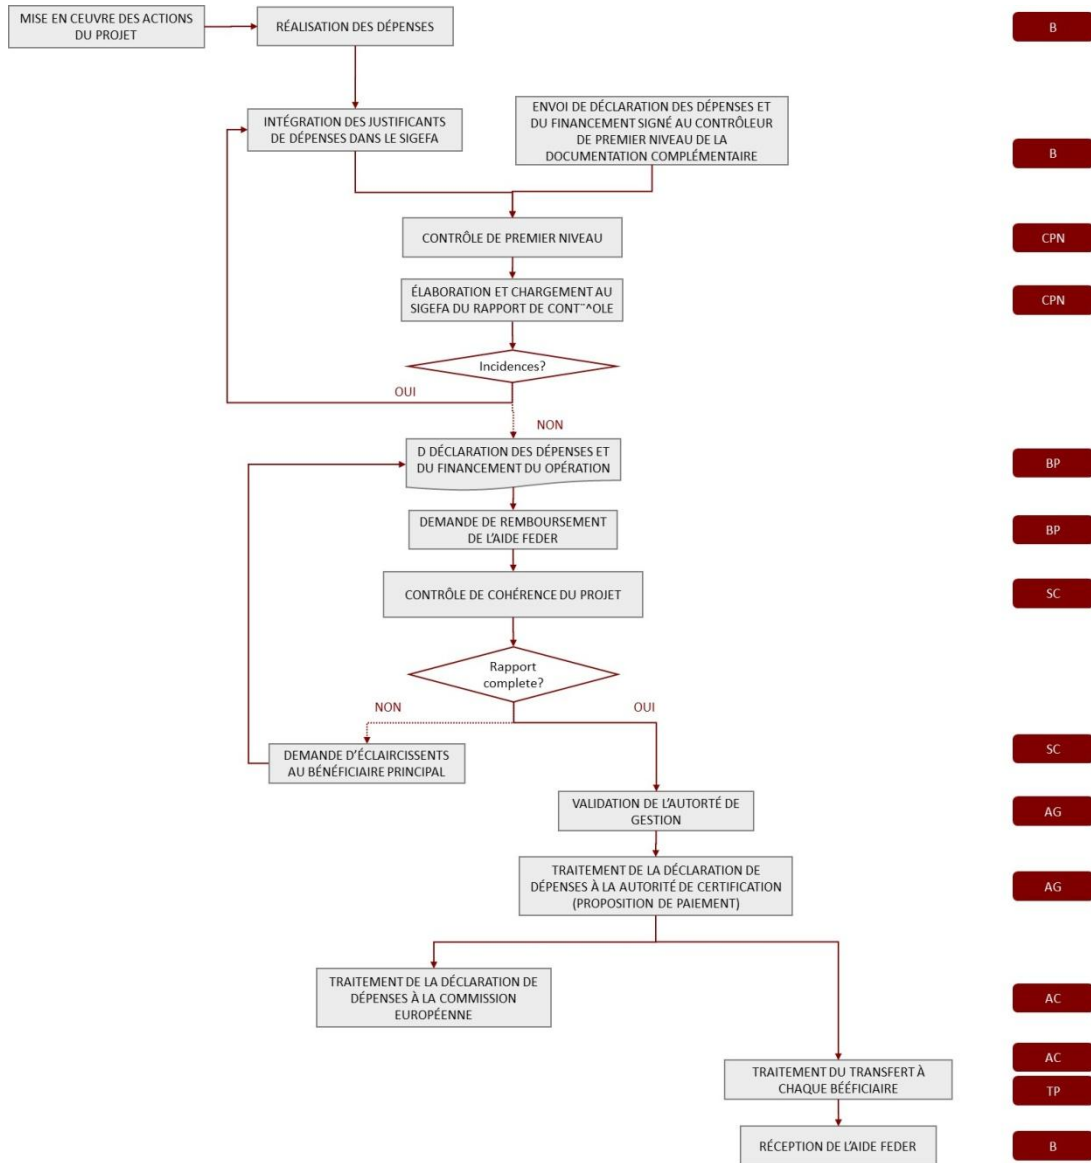 MISE EN CEUVRE DES ACTIONS
DU PROJET
RÉALISATION DES DÉPENSES
B
INTÉGRATION DES JUSTIFICANTS
DE DÉPENSES DANS LE SIGEFA
ENVOI DE DÉCLARATION DES DÉPENSES ET
DU FINANCEMENT SIGNÉ AU CONTRÔLEUR
DE PREMIER NIVEAU DE LA
DOCUMENTATION COMPLÉMENTAIRE
B
CONTRÔLE DE PREMIER NIVEAU
CPN
ÉLABORATION ET CHARGEMENT AU
SIGEFA DU RAPPORT DE CONT¨^OLE
CPN
Incidences?
OUI
NON
D DÉCLARATION DES DÉPENSES ET
DU FINANCEMENT DU OPÉRATION
BP
DEMANDE DE REMBOURSEMENT
DE L'AIDE FEDER
BP
CONTRÔLE DE COHÉRENCE DU PROJET
SC
Rapport
complete?
NON
OUI
DEMANDE D'ÉCLAIRCISSENTS
AU BÉNÉFICIAIRE PRINCIPAL
SC
VALIDATION DE L'AUTORTÉ DE
GESTION
AG
TRAITEMENT DE LA DÉCLARATION DE
DÉPENSES À LA AUTORITÉ DE CERTIFICATION
(PROPOSITION DE PAIEMENT)
AG
TRAITEMENT DE LA DÉCLARATION DE
DÉPENSES À LA COMMISSION
EUROPÉENNE
AC
AC
TRAITEMENT DU TRANSFERT À
CHAQUE BÉÉFICIAIRE
TP
RÉCEPTION DE L'AIDE FEDER
B